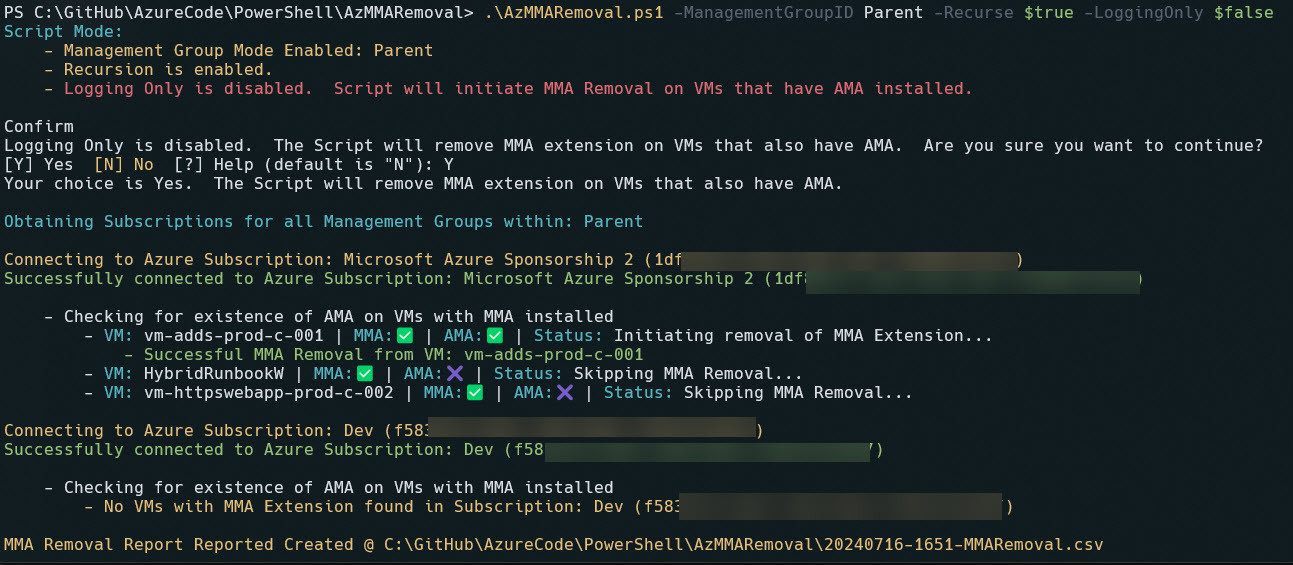 PS C:\GitHub\AzureCode\PowerShell\AzMMARemoval> .\AzMMARemoval.ps1 -ManagementGroupID Parent -Recurse $true -LoggingOnly $false
Script Mode:
- Management Group Mode Enabled: Parent
- Recursion is enabled.
- Logging Only is disabled.  Script will initiate MMA Removal on VMs that have AMA installed.
Confirm
Logging Only is disabled.  The Script will remove MMA extension on VMs that also have AMA.  Are you sure you want to continue?
[Y] Yes  [N] No  [?] Help (default is "N"): Y
Your choice is Yes.  The Script will remove MMA extension on VMs that also have AMA.
Obtaining Subscriptions for all Management Groups within: Parent
Connecting to Azure Subscription: Microsoft Azure Sponsorship 2 (1df)
Successfully connected to Azure Subscription: Microsoft Azure Sponsorship 2 (1df)
- Checking for existence of AMA on VMs with MMA installed
- VM: vm-adds-prod-c-001 | MMA:✅ | AMA:✅ | Status: Initiating removal of MMA Extension...
- Successful MMA Removal from VM: vm-adds-prod-c-001
- VM: HybridRunbookW | MMA:✅ | AMA:❌ | Status: Skipping MMA Removal...
- VM: vm-httpswebapp-prod-c-002 | MMA:✅ | AMA:❌ | Status: Skipping MMA Removal...
Connecting to Azure Subscription: Dev (f583)
Successfully connected to Azure Subscription: Dev (f58)
- Checking for existence of AMA on VMs with MMA installed
- No VMs with MMA Extension found in Subscription: Dev (f583)
MMA Removal Report Reported Created @ C:\GitHub\AzureCode\PowerShell\AzMMARemoval\20240716-1651-MMARemoval.csv